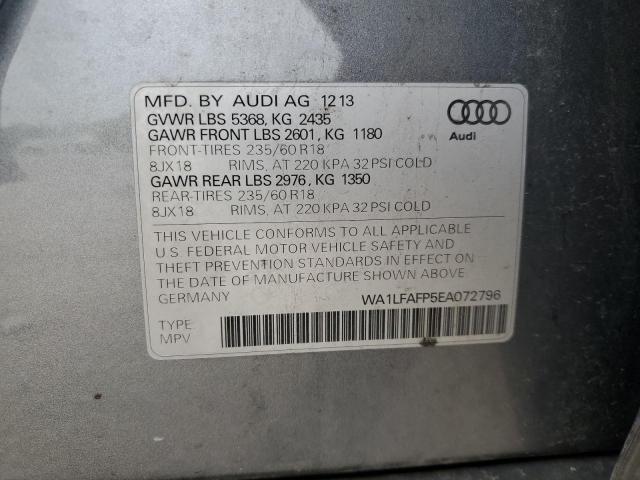 MFD. BY AUDI AG 1213
GVWR LBS 5368, KG 2435
GAWR FRONT LBS 2601, KG 1180
FRONT-TIRES 235/60 R18
8JX18 RIMS, AT 220 KPA 32 PSI COLD
GAWR REAR LBS 2976, KG 1350
REAR-TIRES 235/60 R18
8JX18 RIMS, AT 220 KPA 32 PSI COLD
Audi
THIS VEHICLE CONFORMS TO ALL APPLICABLE
U.S. FEDERAL MOTOR VEHICLE SAFETY AND
THEFT PREVENTION STANDARDS IN EFFECT ON
THE DATE OF MANUFACTURE SHOWN ABOVE
GERMANY WA1LFAFP5EA072796
TYPE:
MPV